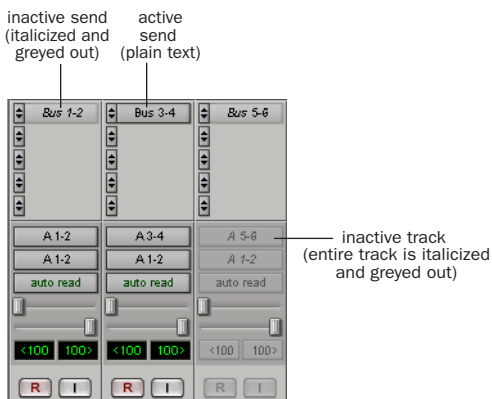 inactive send
(italicized and
greyed out)
active
send
(plain text)
Bus 1-2
Bus 3-4
Bus 5-6
A 1-2
A 3-4
A 5-6
inactive track
(entire track is italicized
and greyed out)
A 1-2
A 1-2
A 1-2
auto read
auto read
auto read
<100 100>
<100 100>
<100 100>
R I
R I
R I